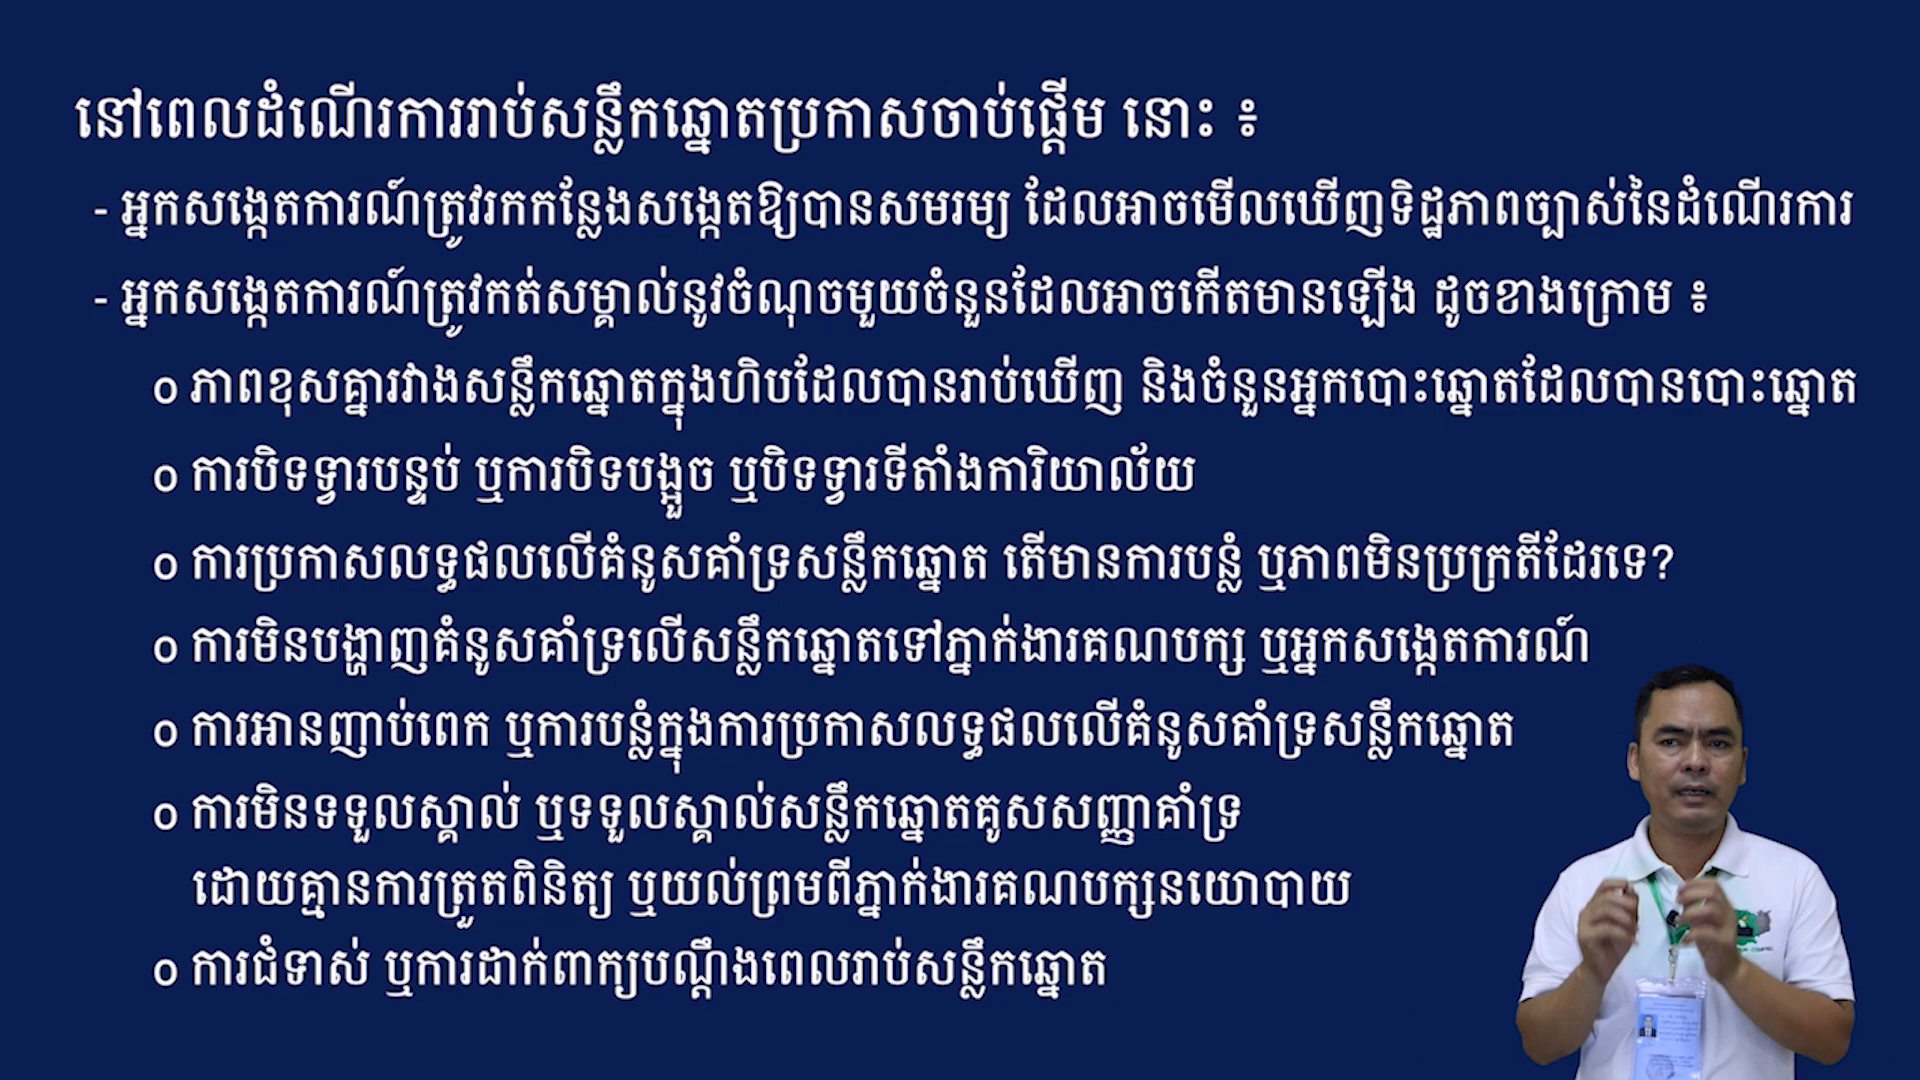 នៅពេលដំណើរការរាប់សន្លឹកឆ្នោតប្រកាសចាប់ផ្ដើម នោះ ៖
- អ្នកសង្កេតការណ៍ត្រូវរកកន្លែងសង្កេតឱ្យបានសមរម្យ ដែលអាចមើលឃើញទិដ្ឋភាពច្បាស់នៃដំណើរការ
- អ្នកសង្កេតការណ៍ត្រូវកត់សម្គាល់នូវចំណុចមួយចំនួនដែលអាចកើតមានឡើង ដូចខាងក្រោម ៖
o ភាពខុសគ្នារវាងសន្លឹកឆ្នោតក្នុងហិបដែលបានរាប់ឃើញ និងចំនួនអ្នកបោះឆ្នោតដែលបានបោះឆ្នោត
o ការបិទទ្វារបន្ទប់ ឬការបិទបង្អួច ឬបិទទ្វារទីតាំងការិយាល័យ
o ការប្រកាសលទ្ធផលលើគំនូសគាំទ្រសន្លឹកឆ្នោត តើមានការបន្លំ ឬភាពមិនប្រក្រតីដែរទេ?
o ការមិនបង្ហាញគំនូសគាំទ្រលើសន្លឹកឆ្នោតទៅភ្នាក់ងារគណបក្ស ឬអ្នកសង្កេតការណ៍
o ការអានញាប់ពេក ឬការបន្លំក្នុងការប្រកាសលទ្ធផលលើគំនូសគាំទ្រសន្លឹកឆ្នោត
o ការមិនទទួលស្គាល់ ឬទទួលស្គាល់សន្លឹកឆ្នោតគូសសញ្ញាគាំទ្រ
ដោយគ្មានការត្រួតពិនិត្យ ឬយល់ព្រមពីភ្នាក់ងារគណបក្សនយោបាយ
o ការជំទាស់ ឬការដាក់ពាក្យបណ្ដឹងពេលរាប់សន្លឹកឆ្នោត